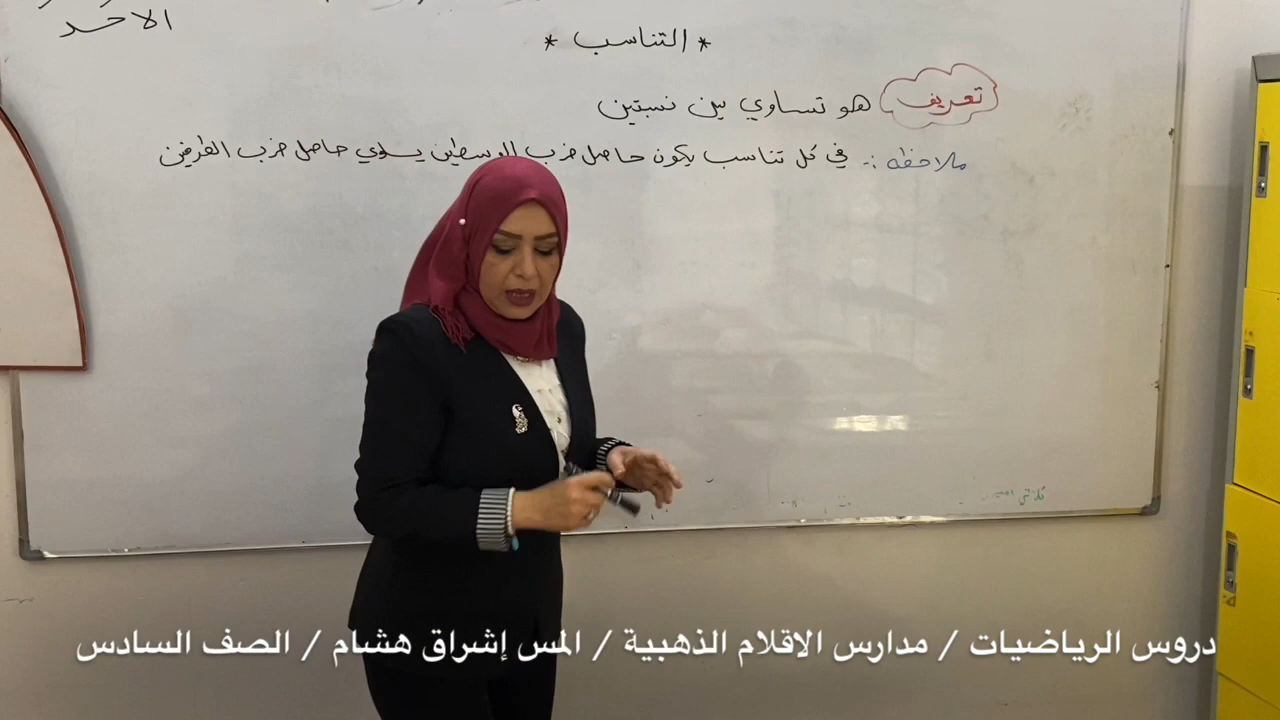 الاحد
* التناسب *
تعريف هو تساوي بين نسبتين
ملاحظه :- في كل تناسب يكون حاصل ضرب الوسطين يساوي حاصل ضرب الطرفين
دروس الرياضيات / مدارس الاقلام الذهبية / المس إشراق هشام / الصف السادس